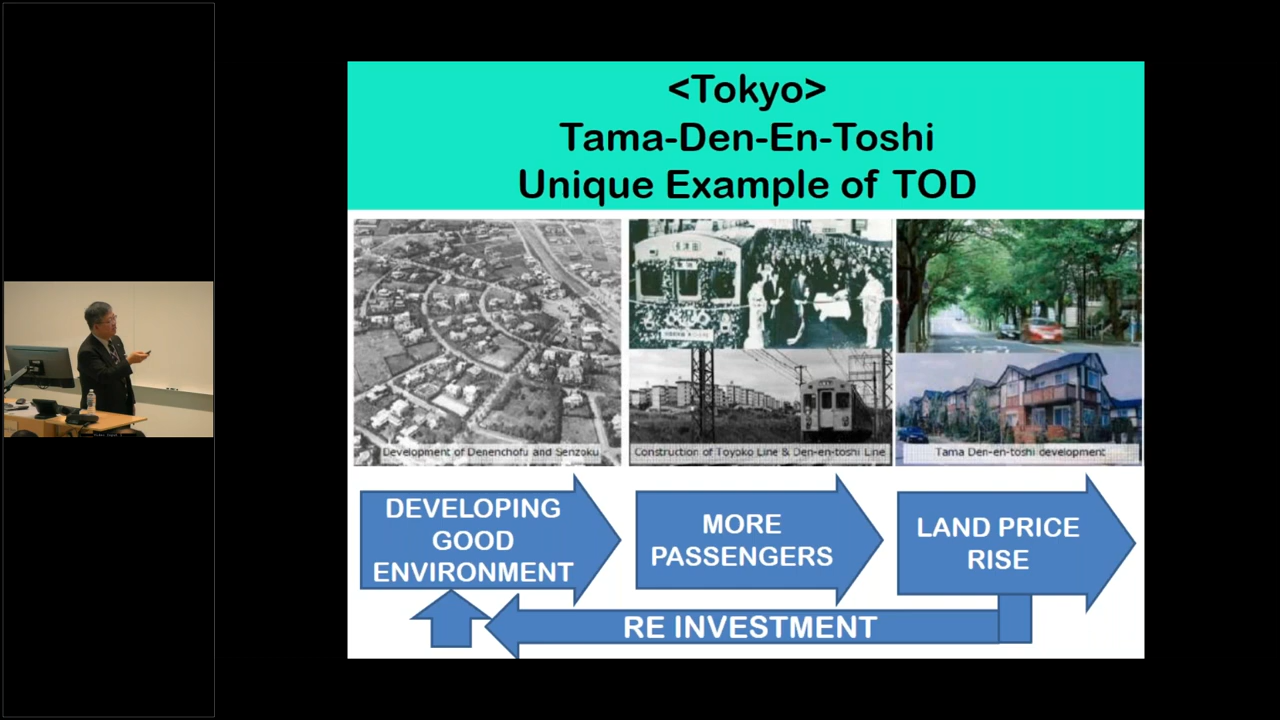 <Tokyo>
Tama-Den-En-Toshi
Unique Example of TOD
Development of Denenchofu and Senzoku
Construction of Toyoko Line & Den-en-toshi Line
Tama Den-en-toshi development
DEVELOPING
GOOD
ENVIRONMENT
MORE
PASSENGERS
LAND PRICE
RISE
RE INVESTMENT